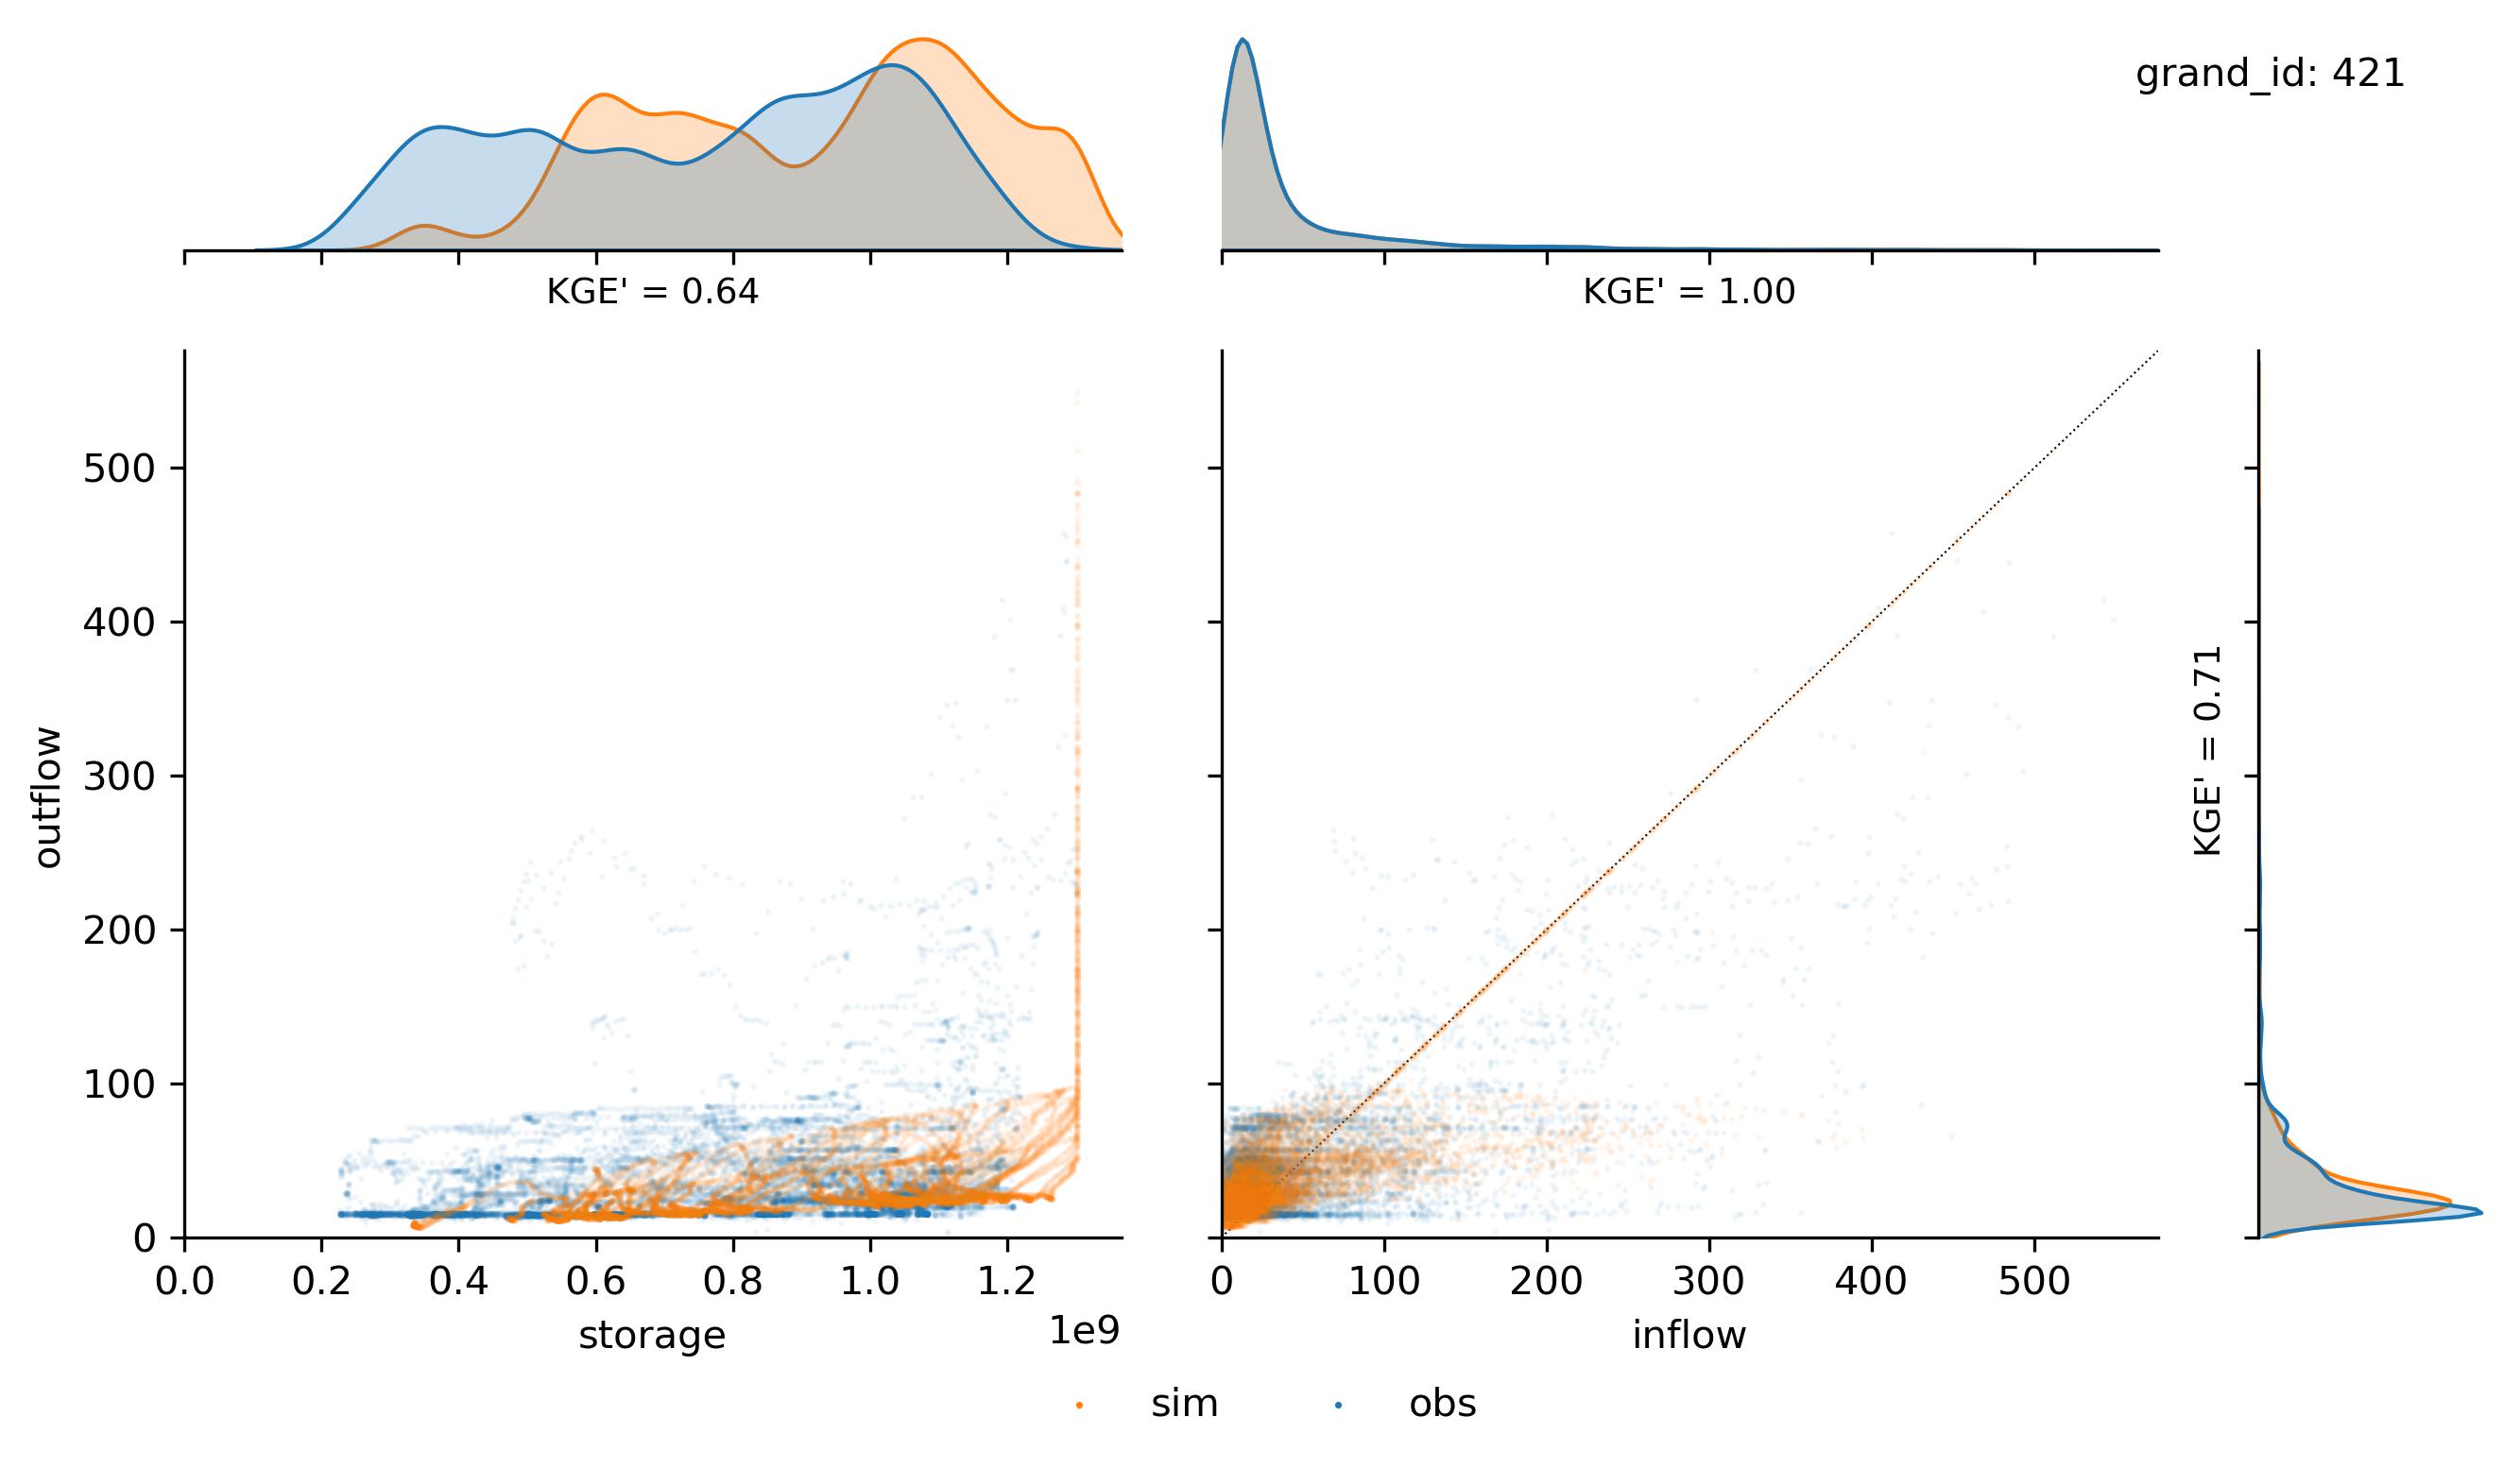 grand_id: 421
KGE' = 0.64
KGE' = 1.00
outflow
500
400
300
200
100
0
KGE' = 0.71
0.0 0.2 0.4 0.6 0.8 1.0 1.2
1e9
storage
0 100 200 300 400 500
inflow
sim obs